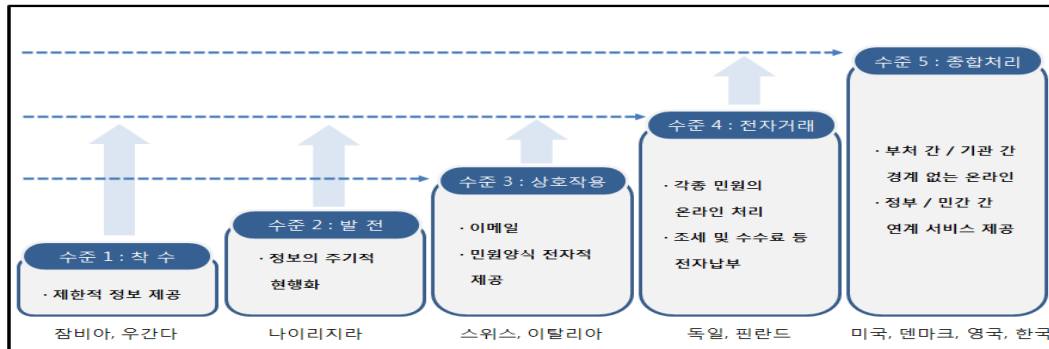 수준 5 : 종합처리
· 부처 간 / 기관 간
경계 없는 온라인
· 정부 / 민간 간
연계 서비스 제공
수준 4 : 전자거래
· 각종 민원의
온라인 처리
· 조세 및 수수료 등
전자납부
수준 3 : 상호작용
· 이메일
· 민원양식 전자적
제공
수준 2 : 발 전
· 정보의 주기적
현행화
수준 1 : 착 수
· 제한적 정보 제공
잠비아, 우간다
나이리지라
스위스, 이탈리아
독일, 핀란드
미국, 덴마크, 영국, 한국